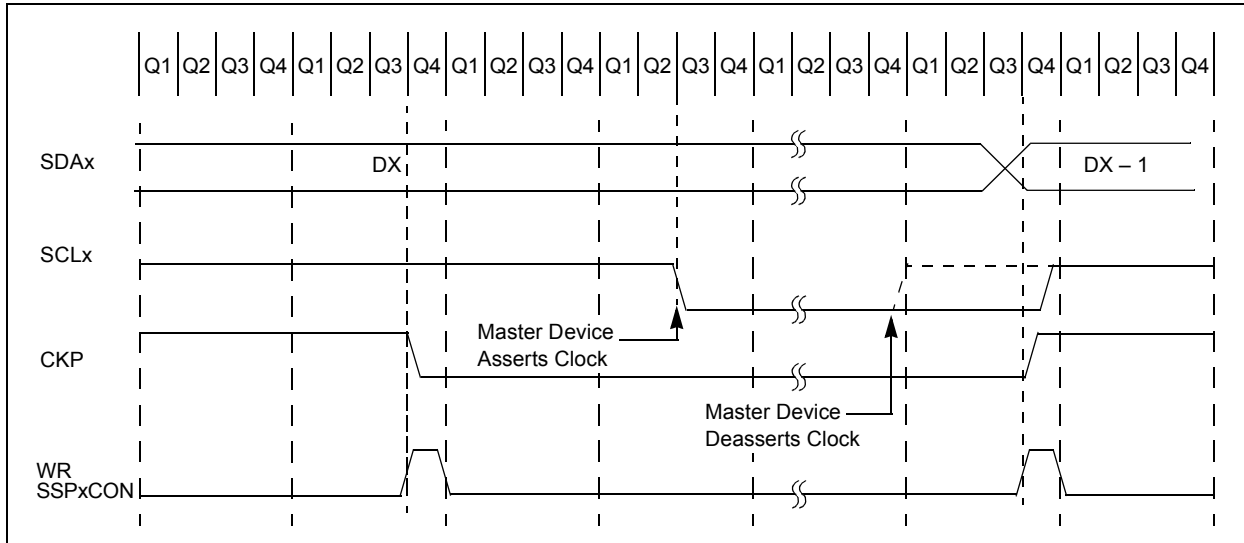 Q1 Q2 Q3 Q4 Q1 Q2 Q3 Q4 Q1 Q2 Q3 Q4 Q1 Q2 Q3 Q4 Q1 Q2 Q3 Q4 Q1 Q2 Q3 Q4 Q1 Q2 Q3 Q4
SDAx
DX
DX – 1
SCLx
Master Device
Asserts Clock
CKP
Master Device
Deasserts Clock
WR
SSPxCON